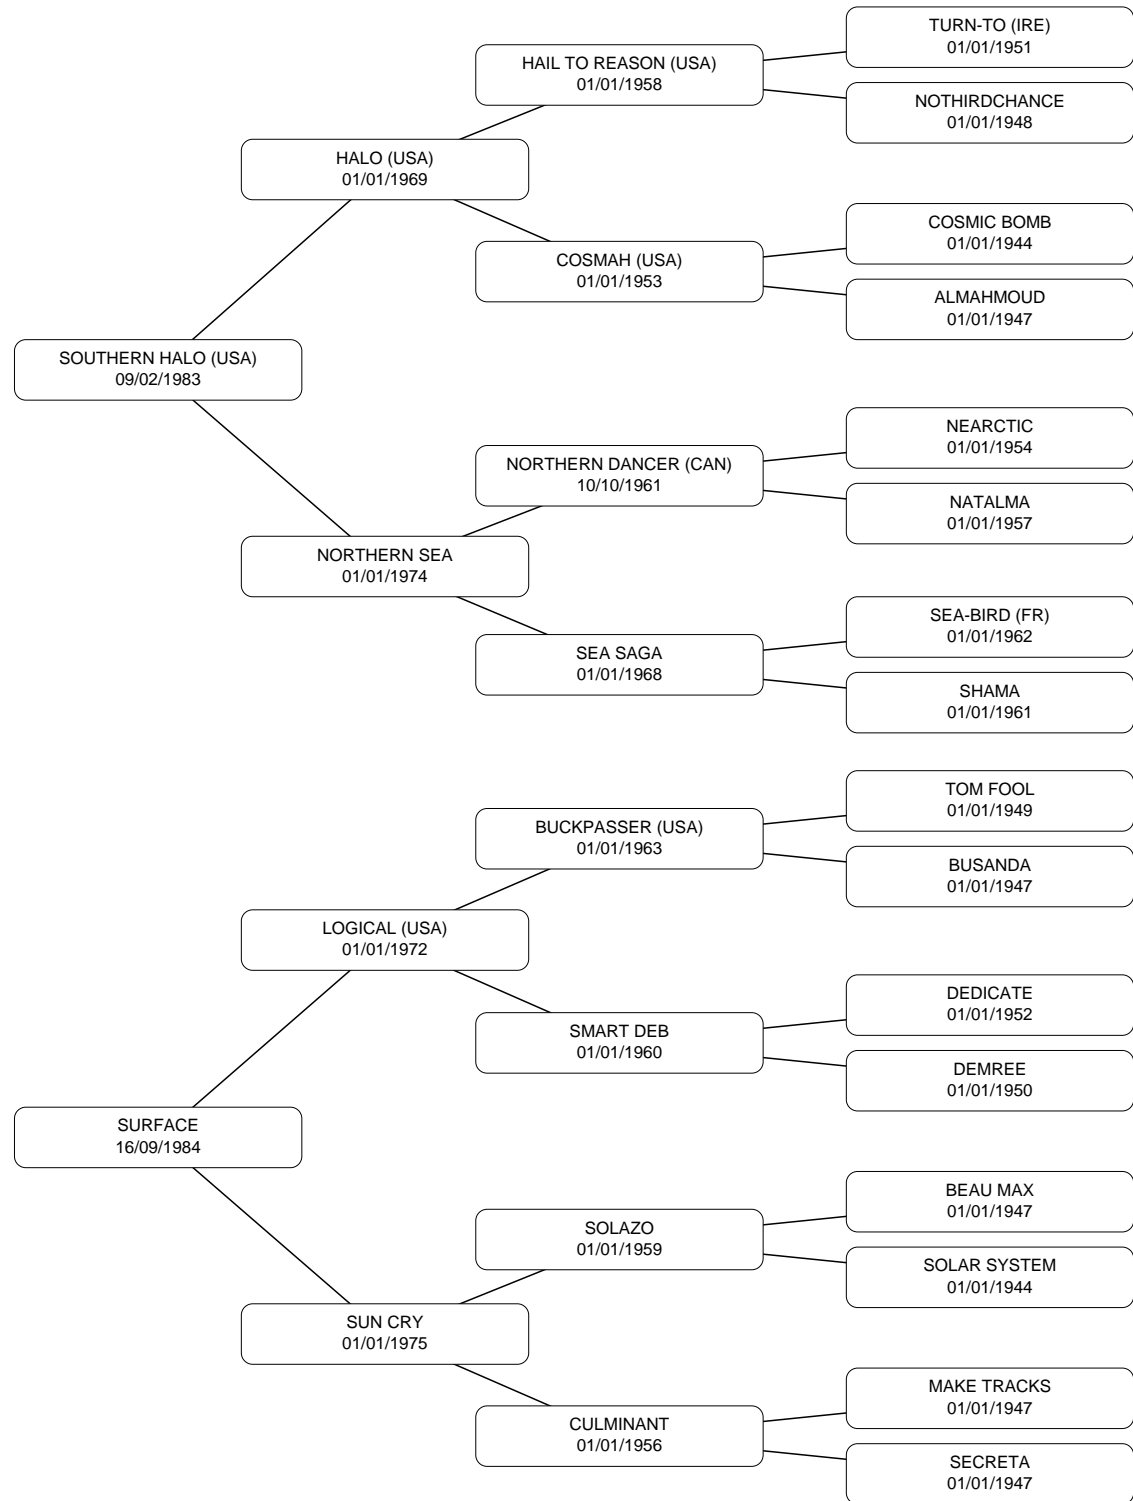 TURN-TO (IRE)
01/01/1951
HAIL TO REASON (USA)
01/01/1958
NOTHIRDCHANCE
01/01/1948
HALO (USA)
01/01/1969
COSMIC BOMB
01/01/1944
COSMAH (USA)
01/01/1953
ALMAHMOUD
01/01/1947
SOUTHERN HALO (USA)
09/02/1983
NEARCTIC
01/01/1954
NORTHERN DANCER (CAN)
10/10/1961
NATALMA
01/01/1957
NORTHERN SEA
01/01/1974
SEA-BIRD (FR)
01/01/1962
SEA SAGA
01/01/1968
SHAMA
01/01/1961
TOM FOOL
01/01/1949
BUCKPASSER (USA)
01/01/1963
BUSANDA
01/01/1947
LOGICAL (USA)
01/01/1972
DEDICATE
01/01/1952
SMART DEB
01/01/1960
DEMREE
01/01/1950
SURFACE
16/09/1984
BEAU MAX
01/01/1947
SOLAZO
01/01/1959
SOLAR SYSTEM
01/01/1944
SUN CRY
01/01/1975
MAKE TRACKS
01/01/1947
CULMINANT
01/01/1956
SECRETA
01/01/1947